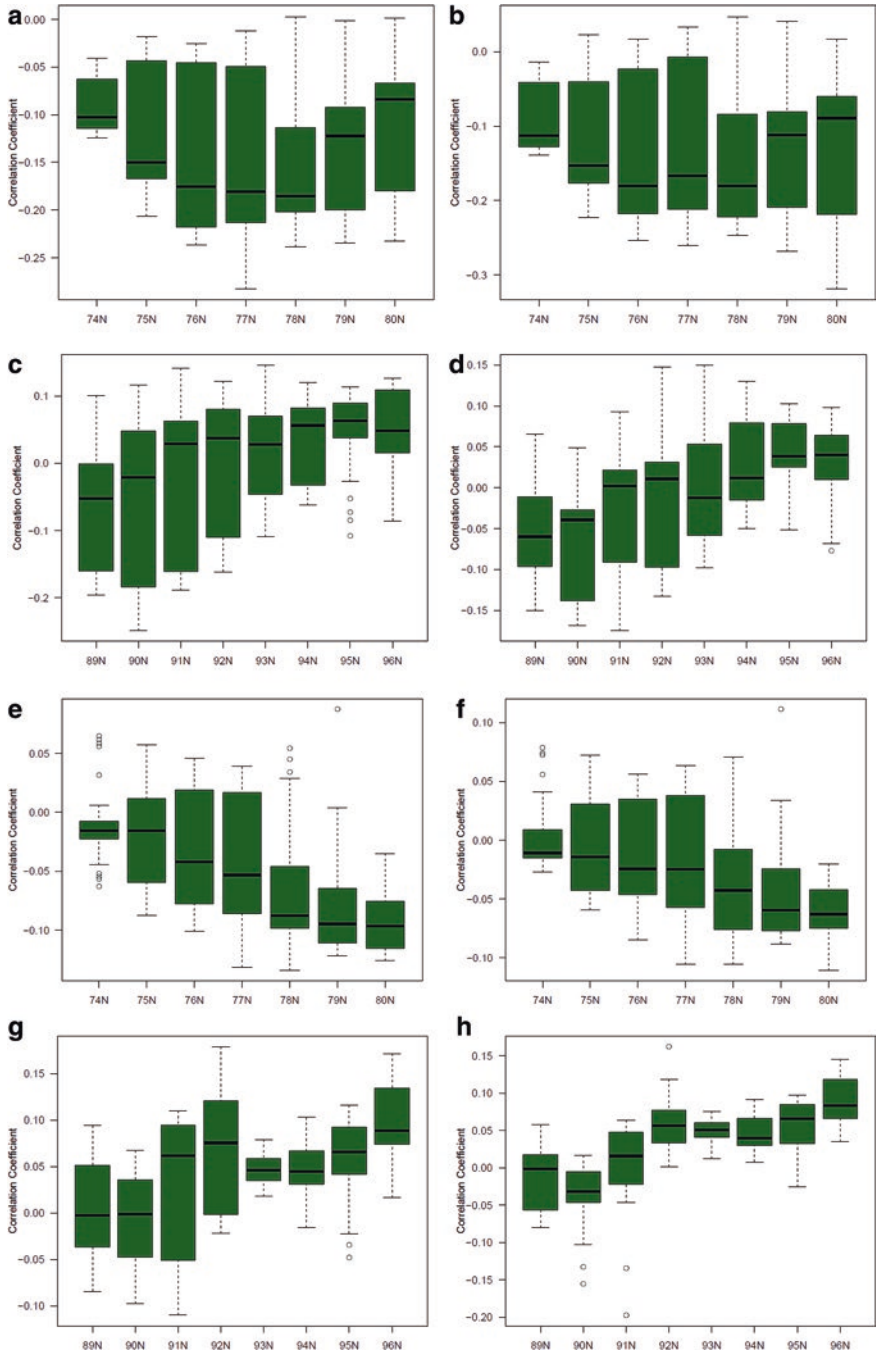 a
b
Correlation Coefficient
0.00
−0.05
−0.10
−0.15
−0.20
−0.25
74N 75N 76N 77N 78N 79N 80N
Correlation Coefficient
0.0
−0.1
−0.2
−0.3
74N 75N 76N 77N 78N 79N 80N
c
d
Correlation Coefficient
0.1
0.0
−0.1
−0.2
89N 90N 91N 92N 93N 94N 95N 96N
Correlation Coefficient
0.15
0.10
0.05
0.00
−0.05
−0.10
−0.15
89N 90N 91N 92N 93N 94N 95N 96N
e
f
Correlation Coefficient
0.05
0.00
−0.05
−0.10
74N 75N 76N 77N 78N 79N 80N
Correlation Coefficient
0.10
0.05
0.00
−0.05
−0.10
74N 75N 76N 77N 78N 79N 80N
g
h
Correlation Coefficient
0.15
0.10
0.05
0.00
−0.05
−0.10
89N 90N 91N 92N 93N 94N 95N 96N
Correlation Coefficient
0.15
0.10
0.05
0.00
−0.05
−0.10
−0.15
−0.20
89N 90N 91N 92N 93N 94N 95N 96N